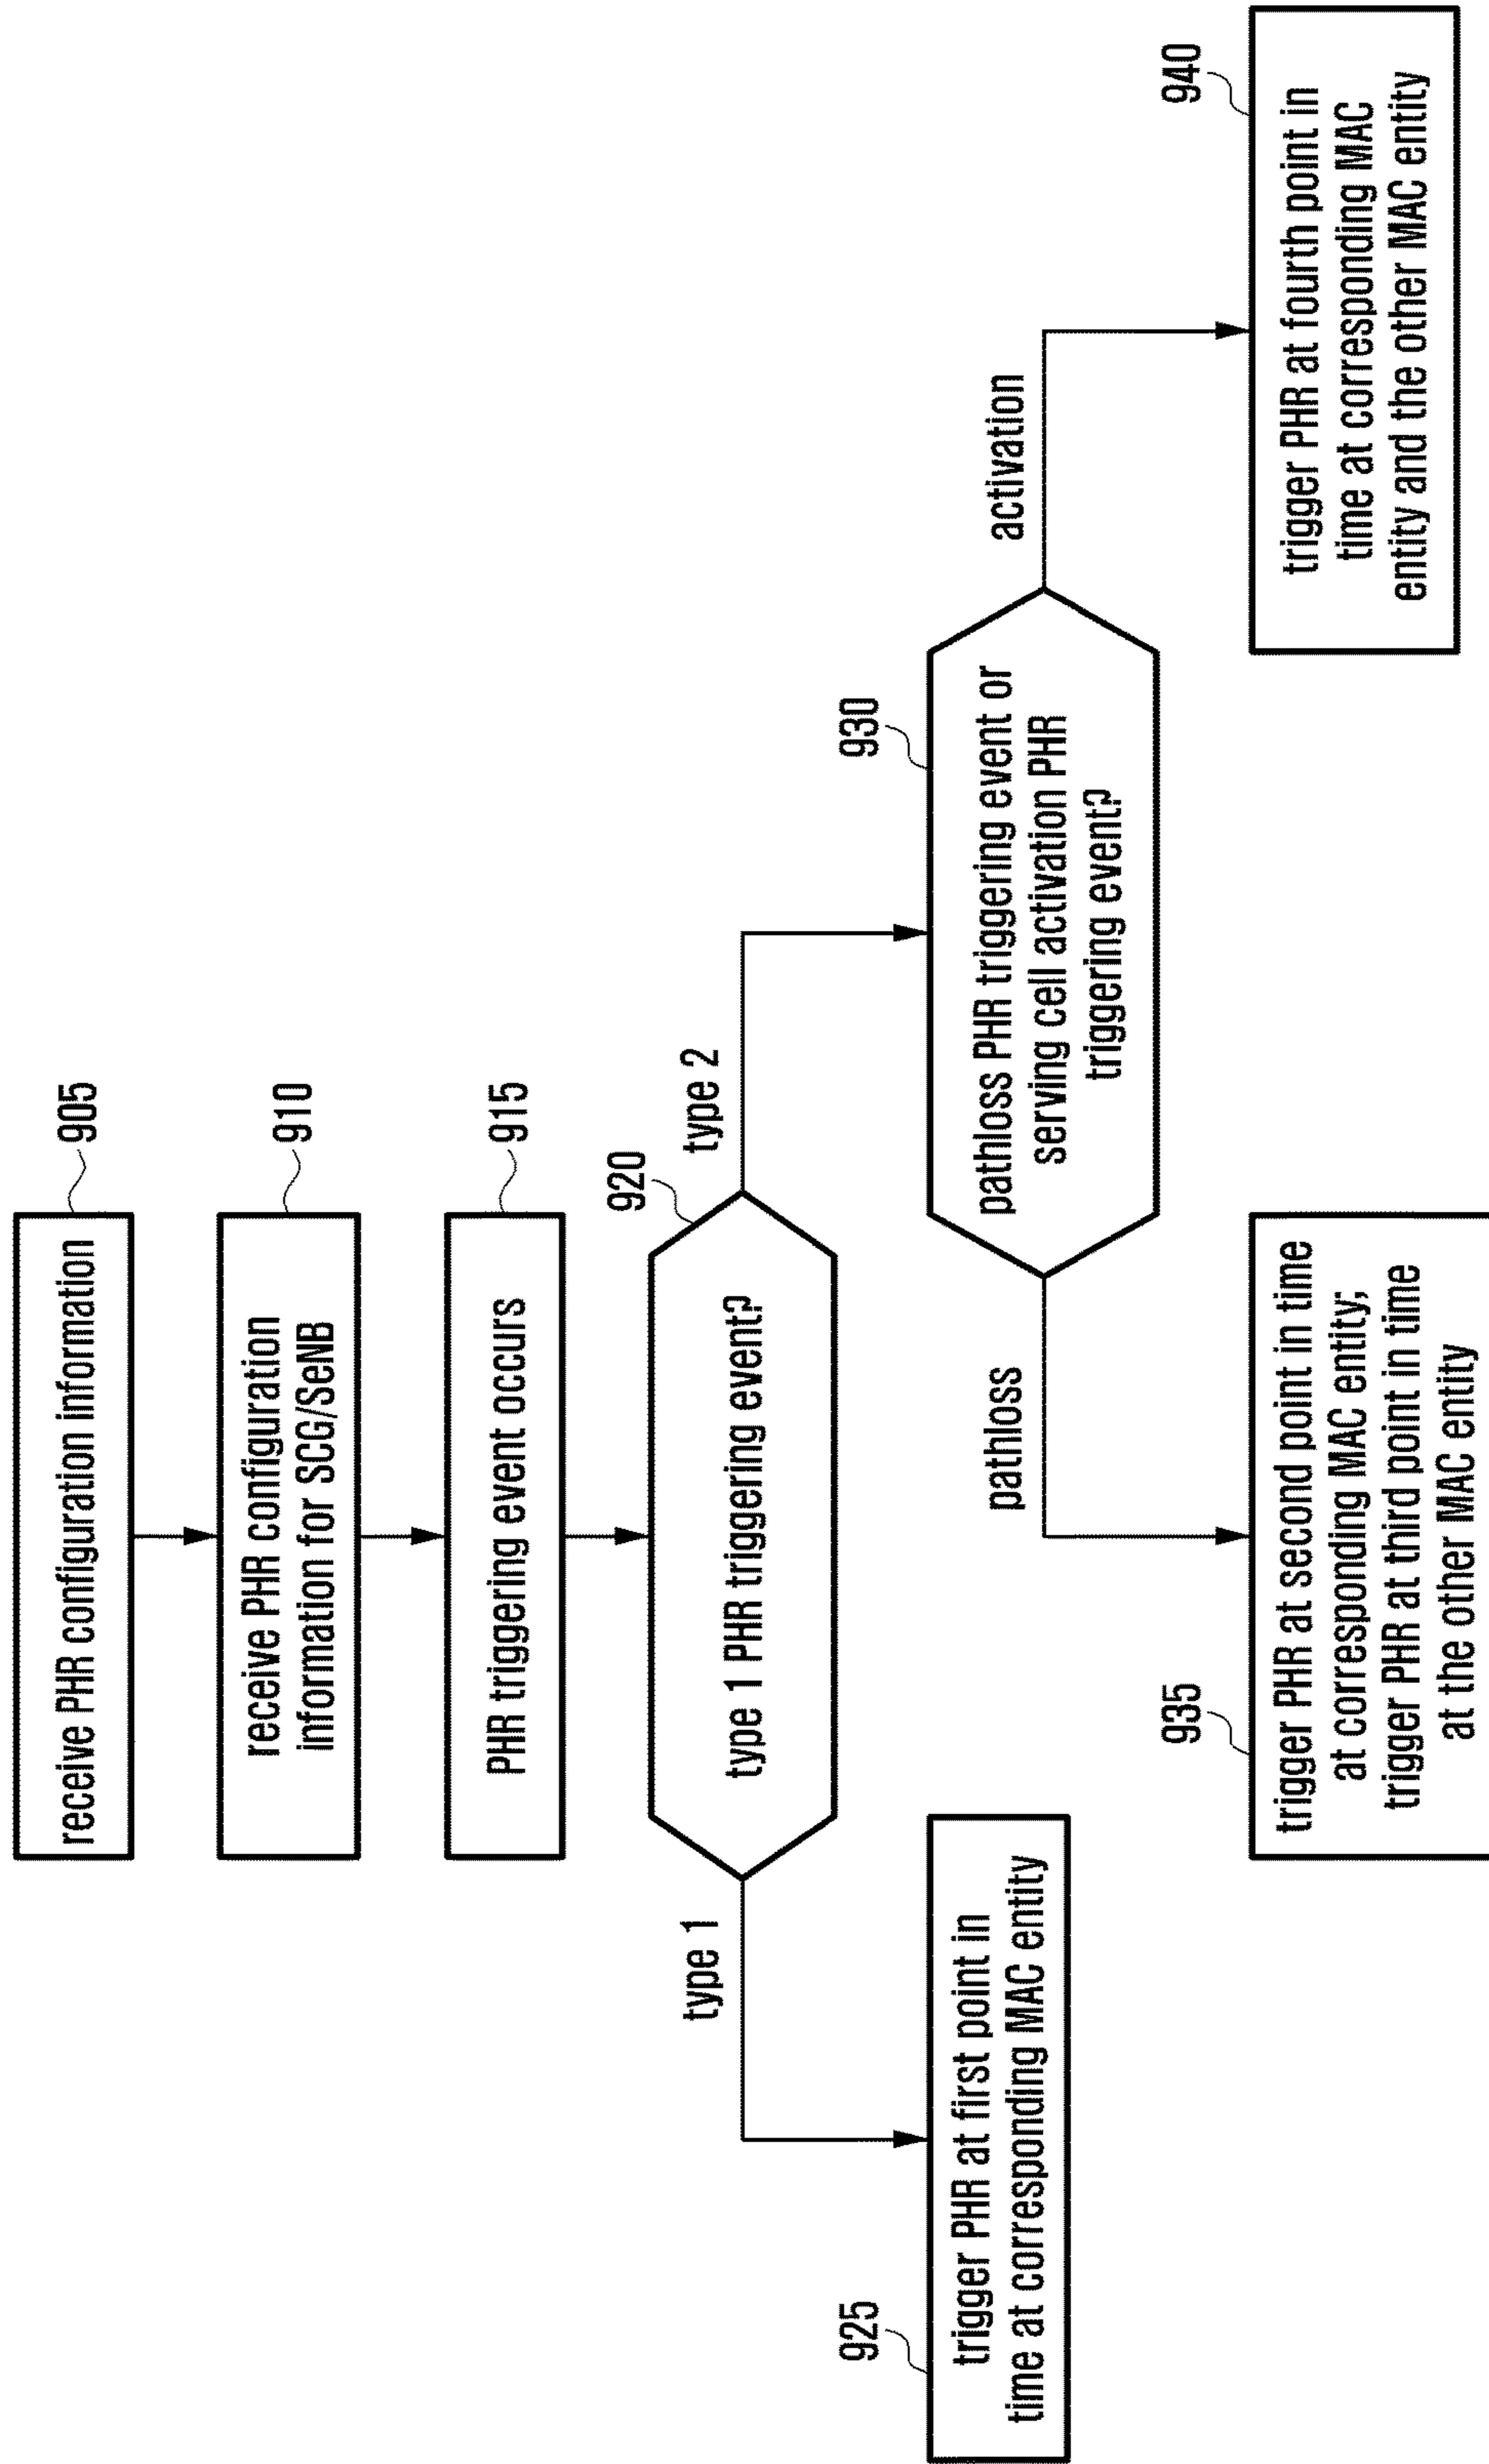 receive PHR configuration information
905
receive PHR configuration
information for SCG/SeNB
910
PHR triggering event occurs
915
920
type 1 PHR triggering event?
type 1
type 2
925
trigger PHR at first point in
time at corresponding MAC entity
930
pathloss PHR triggering event or
serving cell activation PHR
triggering event?
pathloss
activation
935
trigger PHR at second point in time
at corresponding MAC entity;
trigger PHR at third point in time
at the other MAC entity
940
trigger PHR at fourth point in
time at corresponding MAC
entity and the other MAC entity